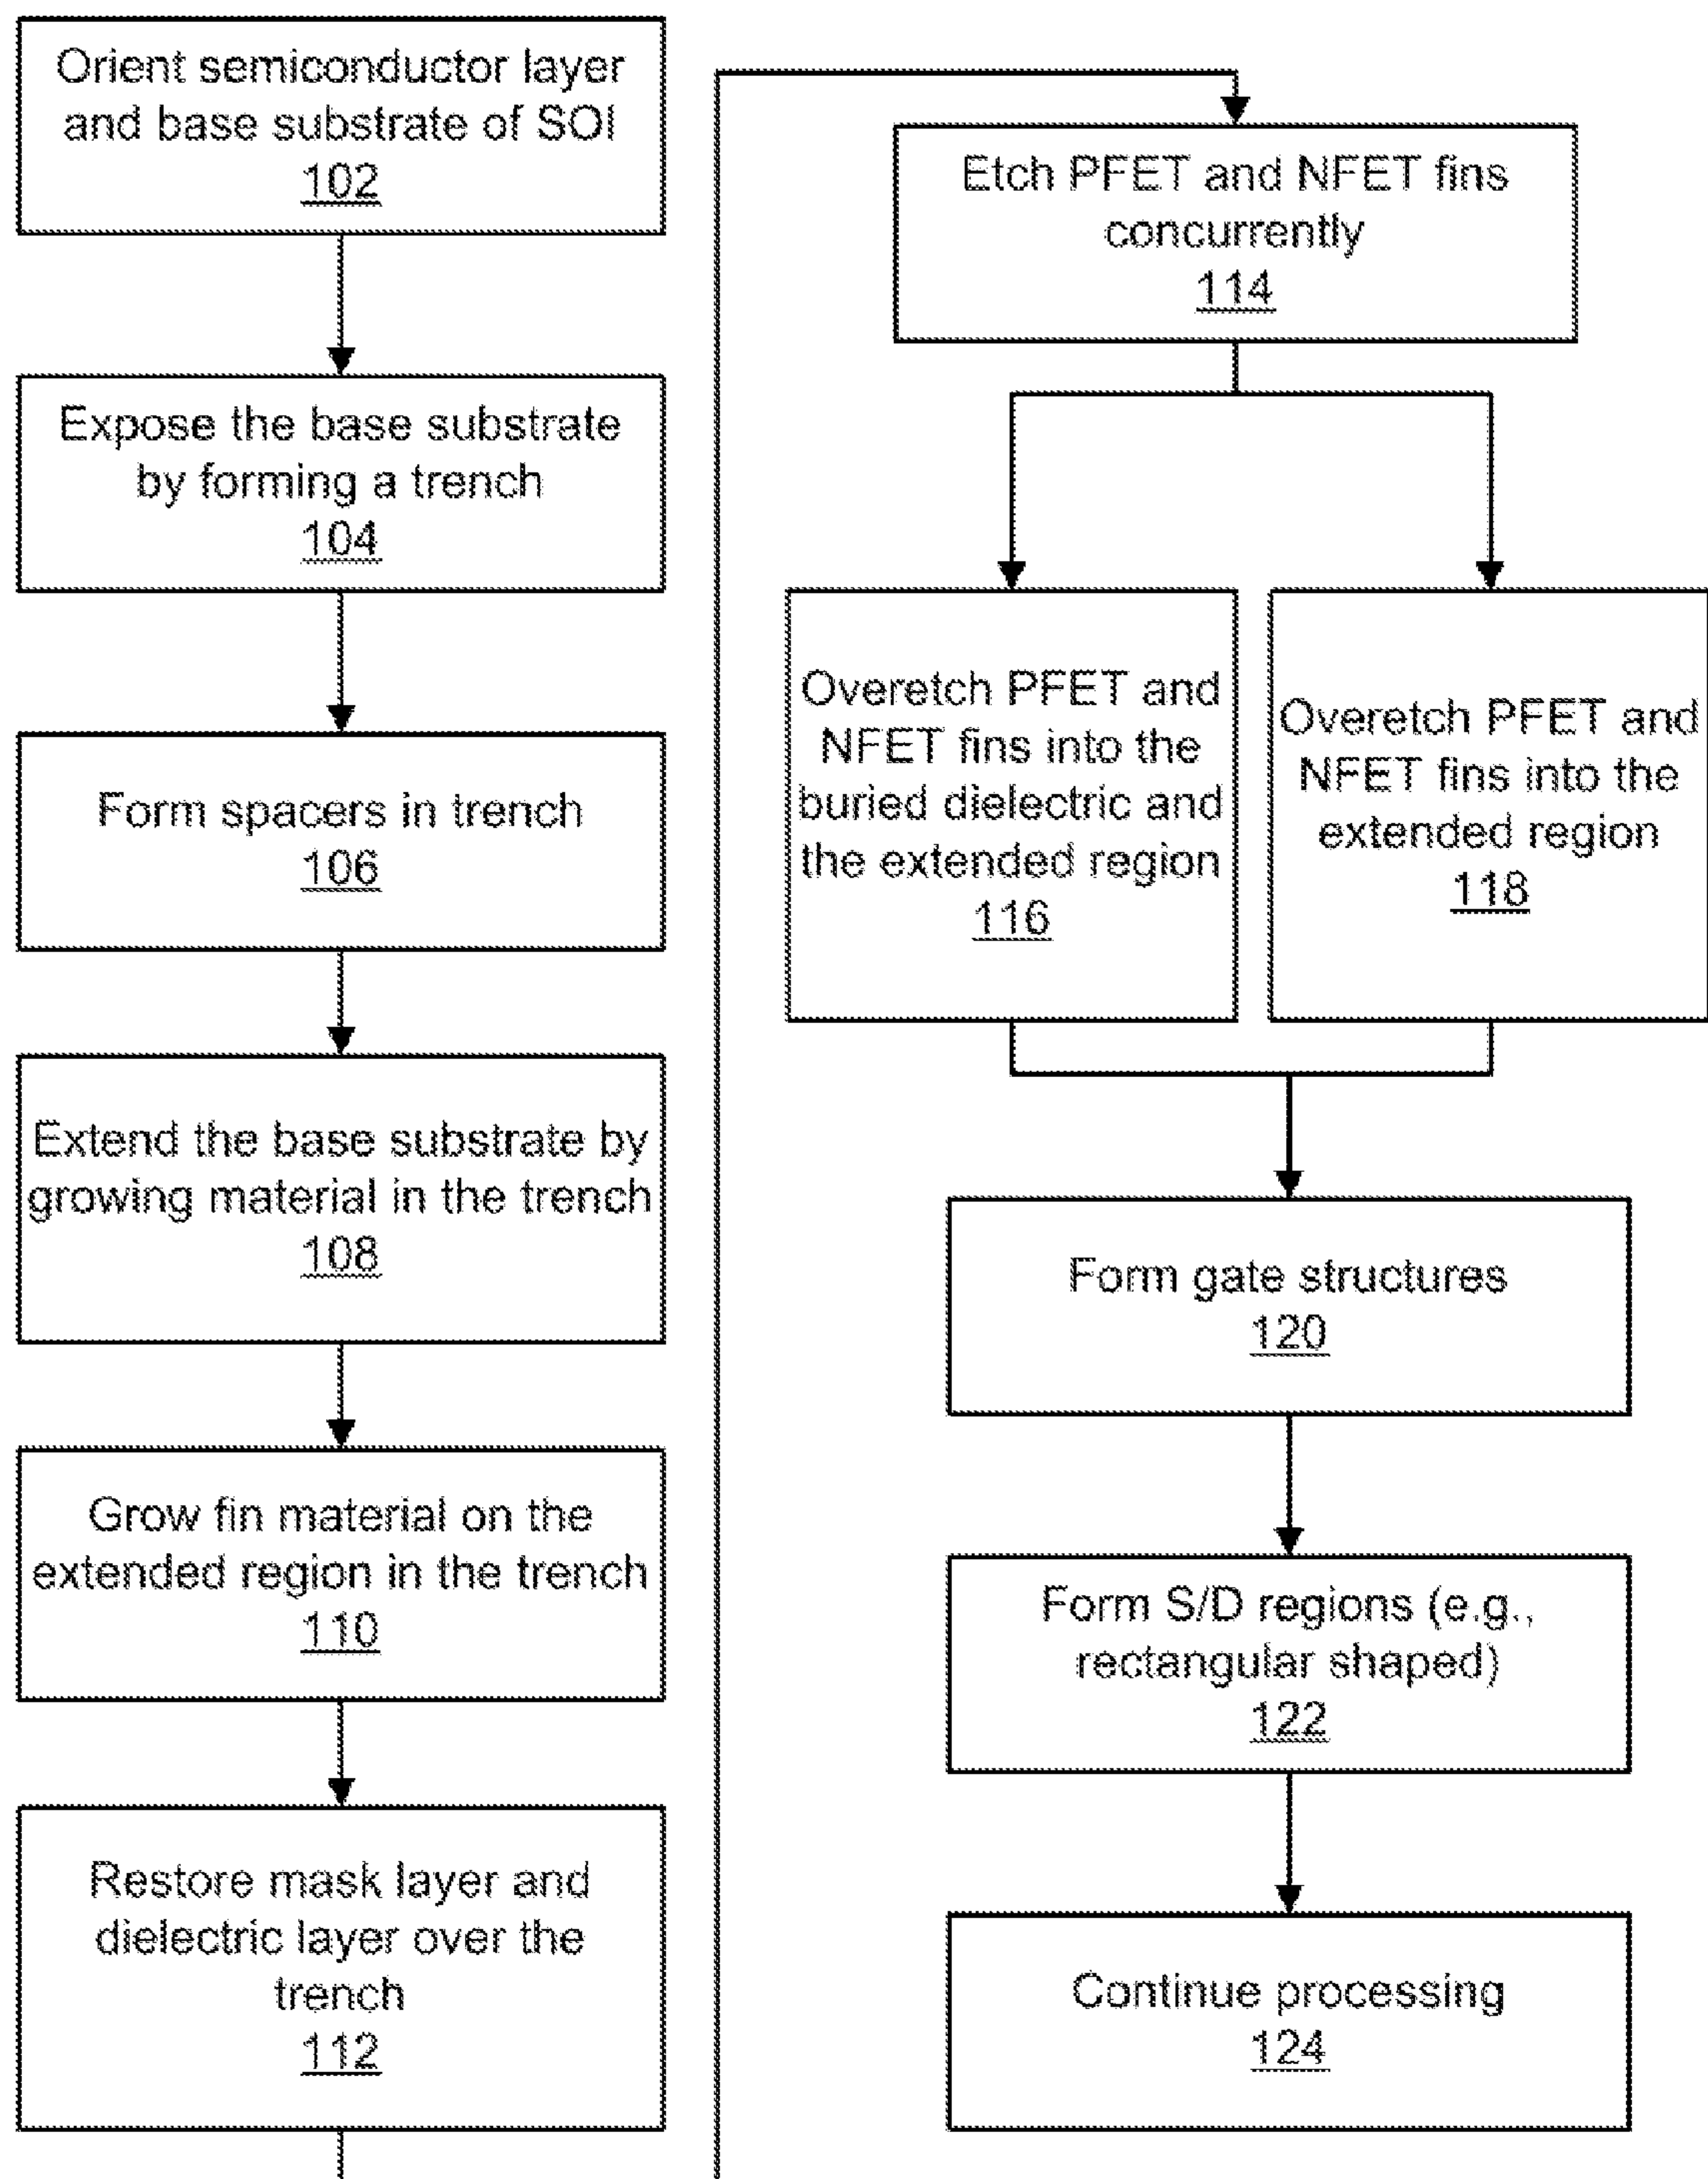 Orient semiconductor layer
and base substrate of SOI
102
Expose the base substrate
by forming a trench
104
Form spacers in trench
106
Extend the base substrate by
growing material in the trench
108
Grow fin material on the
extended region in the trench
110
Restore mask layer and
dielectric layer over the
trench
112
Etch PFET and NFET fins
concurrently
114
Overetch PFET and
NFET fins into the
buried dielectric and
the extended region
116
Overetch PFET and
NFET fins into the
extended region
118
Form gate structures
120
Form S/D regions (e.g.,
rectangular shaped)
122
Continue processing
124